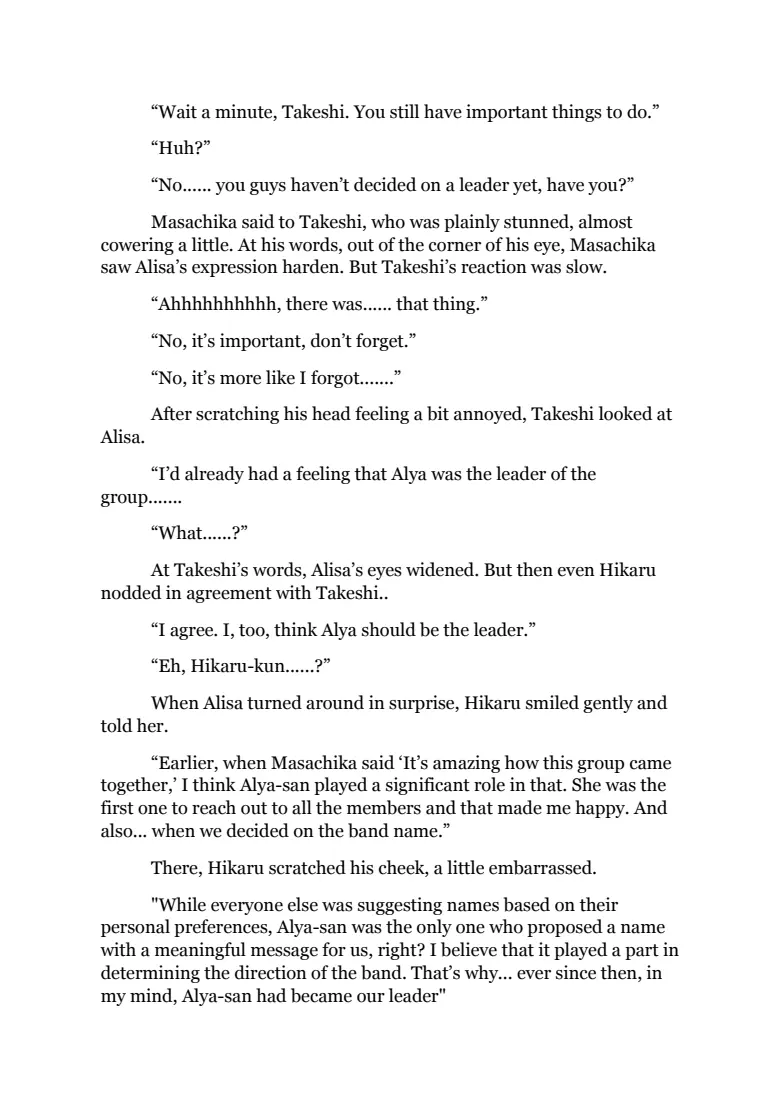 “Wait a minute, Takeshi. You still have important things to do.”
“Huh?”
“No...... you guys haven’t decided on a leader yet, have you?”
Masachika said to Takeshi, who was plainly stunned, almost
cowering a little. At his words, out of the corner of his eye, Masachika
saw Alisa’s expression harden. But Takeshi’s reaction was slow.
“Ahhhhhhhhhh, there was...... that thing.”
“No, it’s important, don’t forget.”
“No, it’s more like I forgot.......”
After scratching his head feeling a bit annoyed, Takeshi looked at
Alisa.
“I’d already had a feeling that Alya was the leader of the
group.......
“What......?”
At Takeshi’s words, Alisa’s eyes widened. But then even Hikaru
nodded in agreement with Takeshi..
“I agree. I, too, think Alya should be the leader.”
“Eh, Hikaru-kun......?”
When Alisa turned around in surprise, Hikaru smiled gently and
told her.
“Earlier, when Masachika said ‘It’s amazing how this group came
together,’ I think Alya-san played a significant role in that. She was the
first one to reach out to all the members and that made me happy. And
also... when we decided on the band name.”
There, Hikaru scratched his cheek, a little embarrassed.
"While everyone else was suggesting names based on their
personal preferences, Alya-san was the only one who proposed a name
with a meaningful message for us, right? I believe that it played a part in
determining the direction of the band. That’s why... ever since then, in
my mind, Alya-san had became our leader"